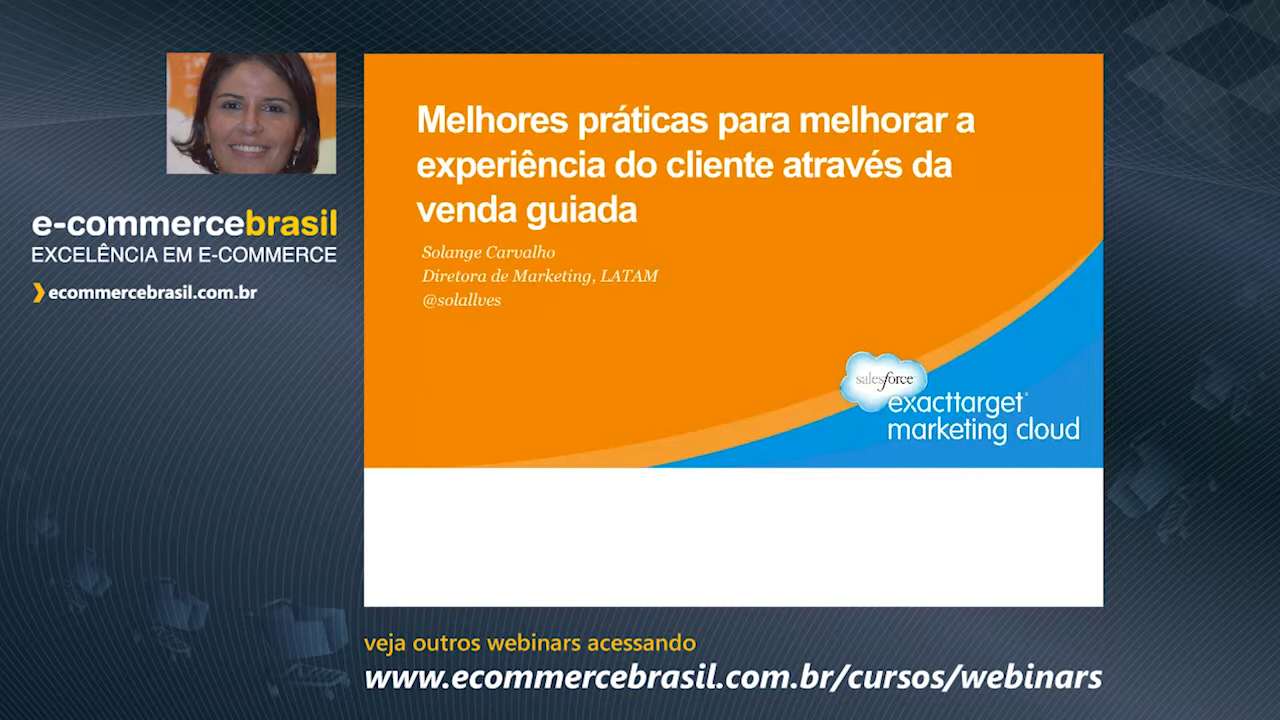 e-commercebrasil
EXCELÊNCIA EM E-COMMERCE
ecommercebrasil.com.br
Melhores práticas para melhorar a
experiência do cliente através da
venda guiada
Solange Carvalho
Diretora de Marketing, LATAM
@solallves
salesforce
exacttarget
marketing cloud
veja outros webinars acessando
www.ecommercebrasil.com.br/cursos/webinars